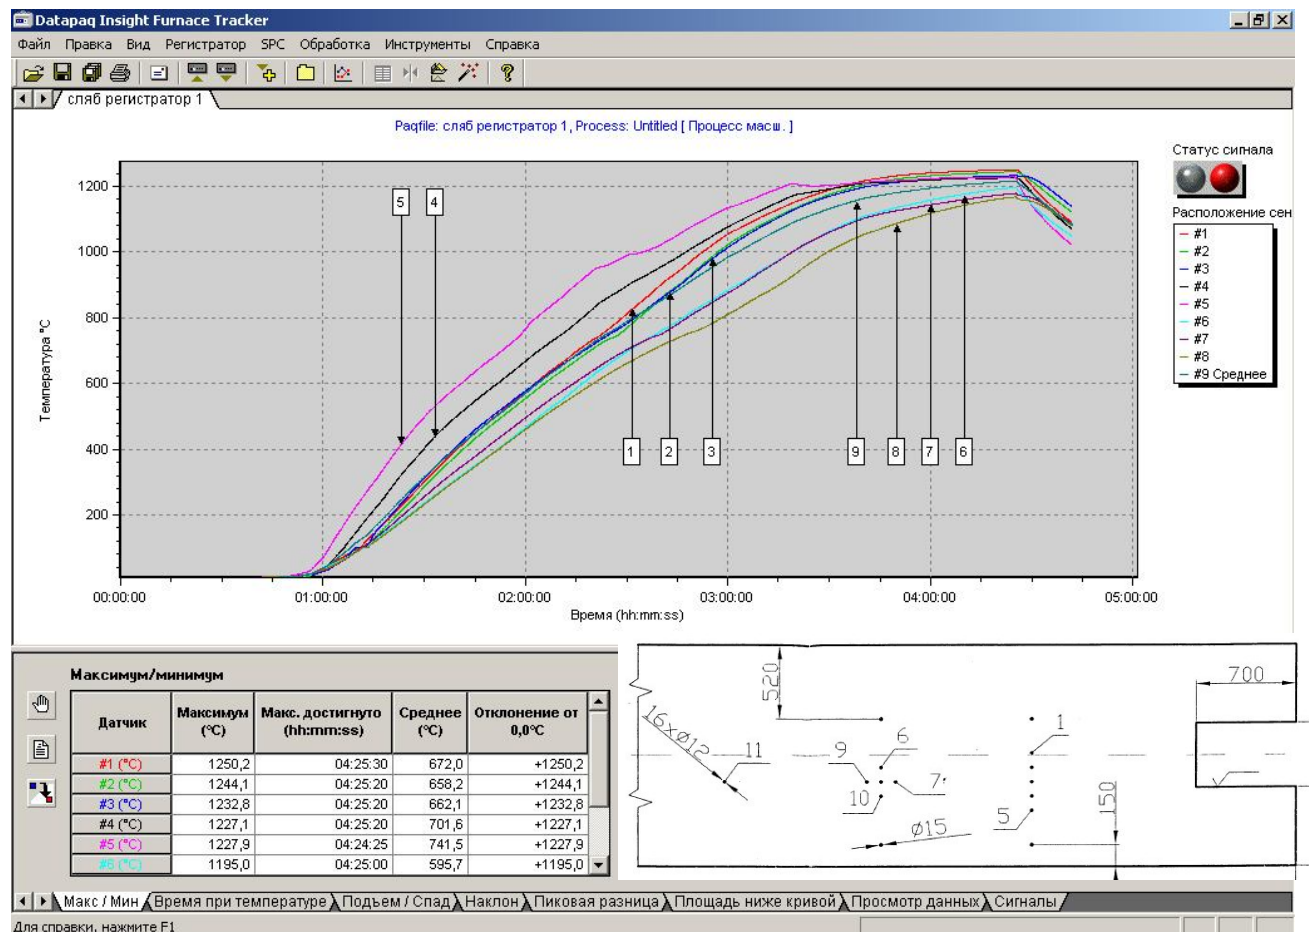 Datapaq Insight Furnace Tracker
Файл Правка Вид Регистратор SPC Обработка Инструменты Справка
сляб регистратор 1
Paqfile: сляб регистратор 1, Process: Untitled [ Процесс масш. ]
Статус сигнала
Расположение сен
#1
#2
#3
#4
#5
#6
#7
#8
#9 Среднее
Температура °C
1200
1000
800
600
400
200
5 4
1 2 3 9 8 7 6
00:00:00 01:00:00 02:00:00 03:00:00 04:00:00 05:00:00
Время (hh:mm:ss)
Максимум/минимум
Датчик Максимум (°C) Макс. достигнуто (hh:mm:ss) Среднее (°C) Отклонение от 0,0°C
#1 (°C) 1250,2 04:25:30 672,0 +1250,2
#2 (°C) 1244,1 04:25:20 658,2 +1244,1
#3 (°C) 1232,8 04:25:20 662,1 +1232,8
#4 (°C) 1227,1 04:25:20 701,6 +1227,1
#5 (°C) 1227,9 04:24:25 741,5 +1227,9
#6 (°C) 1195,0 04:25:00 595,7 +1195,0
520
700
16xø12
11
9
6
1
7
10
5
ø15
150
Макс / Мин Время при температуре Подъем / Спад Наклон Пиковая разница Площадь ниже кривой Просмотр данных Сигналы
Для справки, нажмите F1